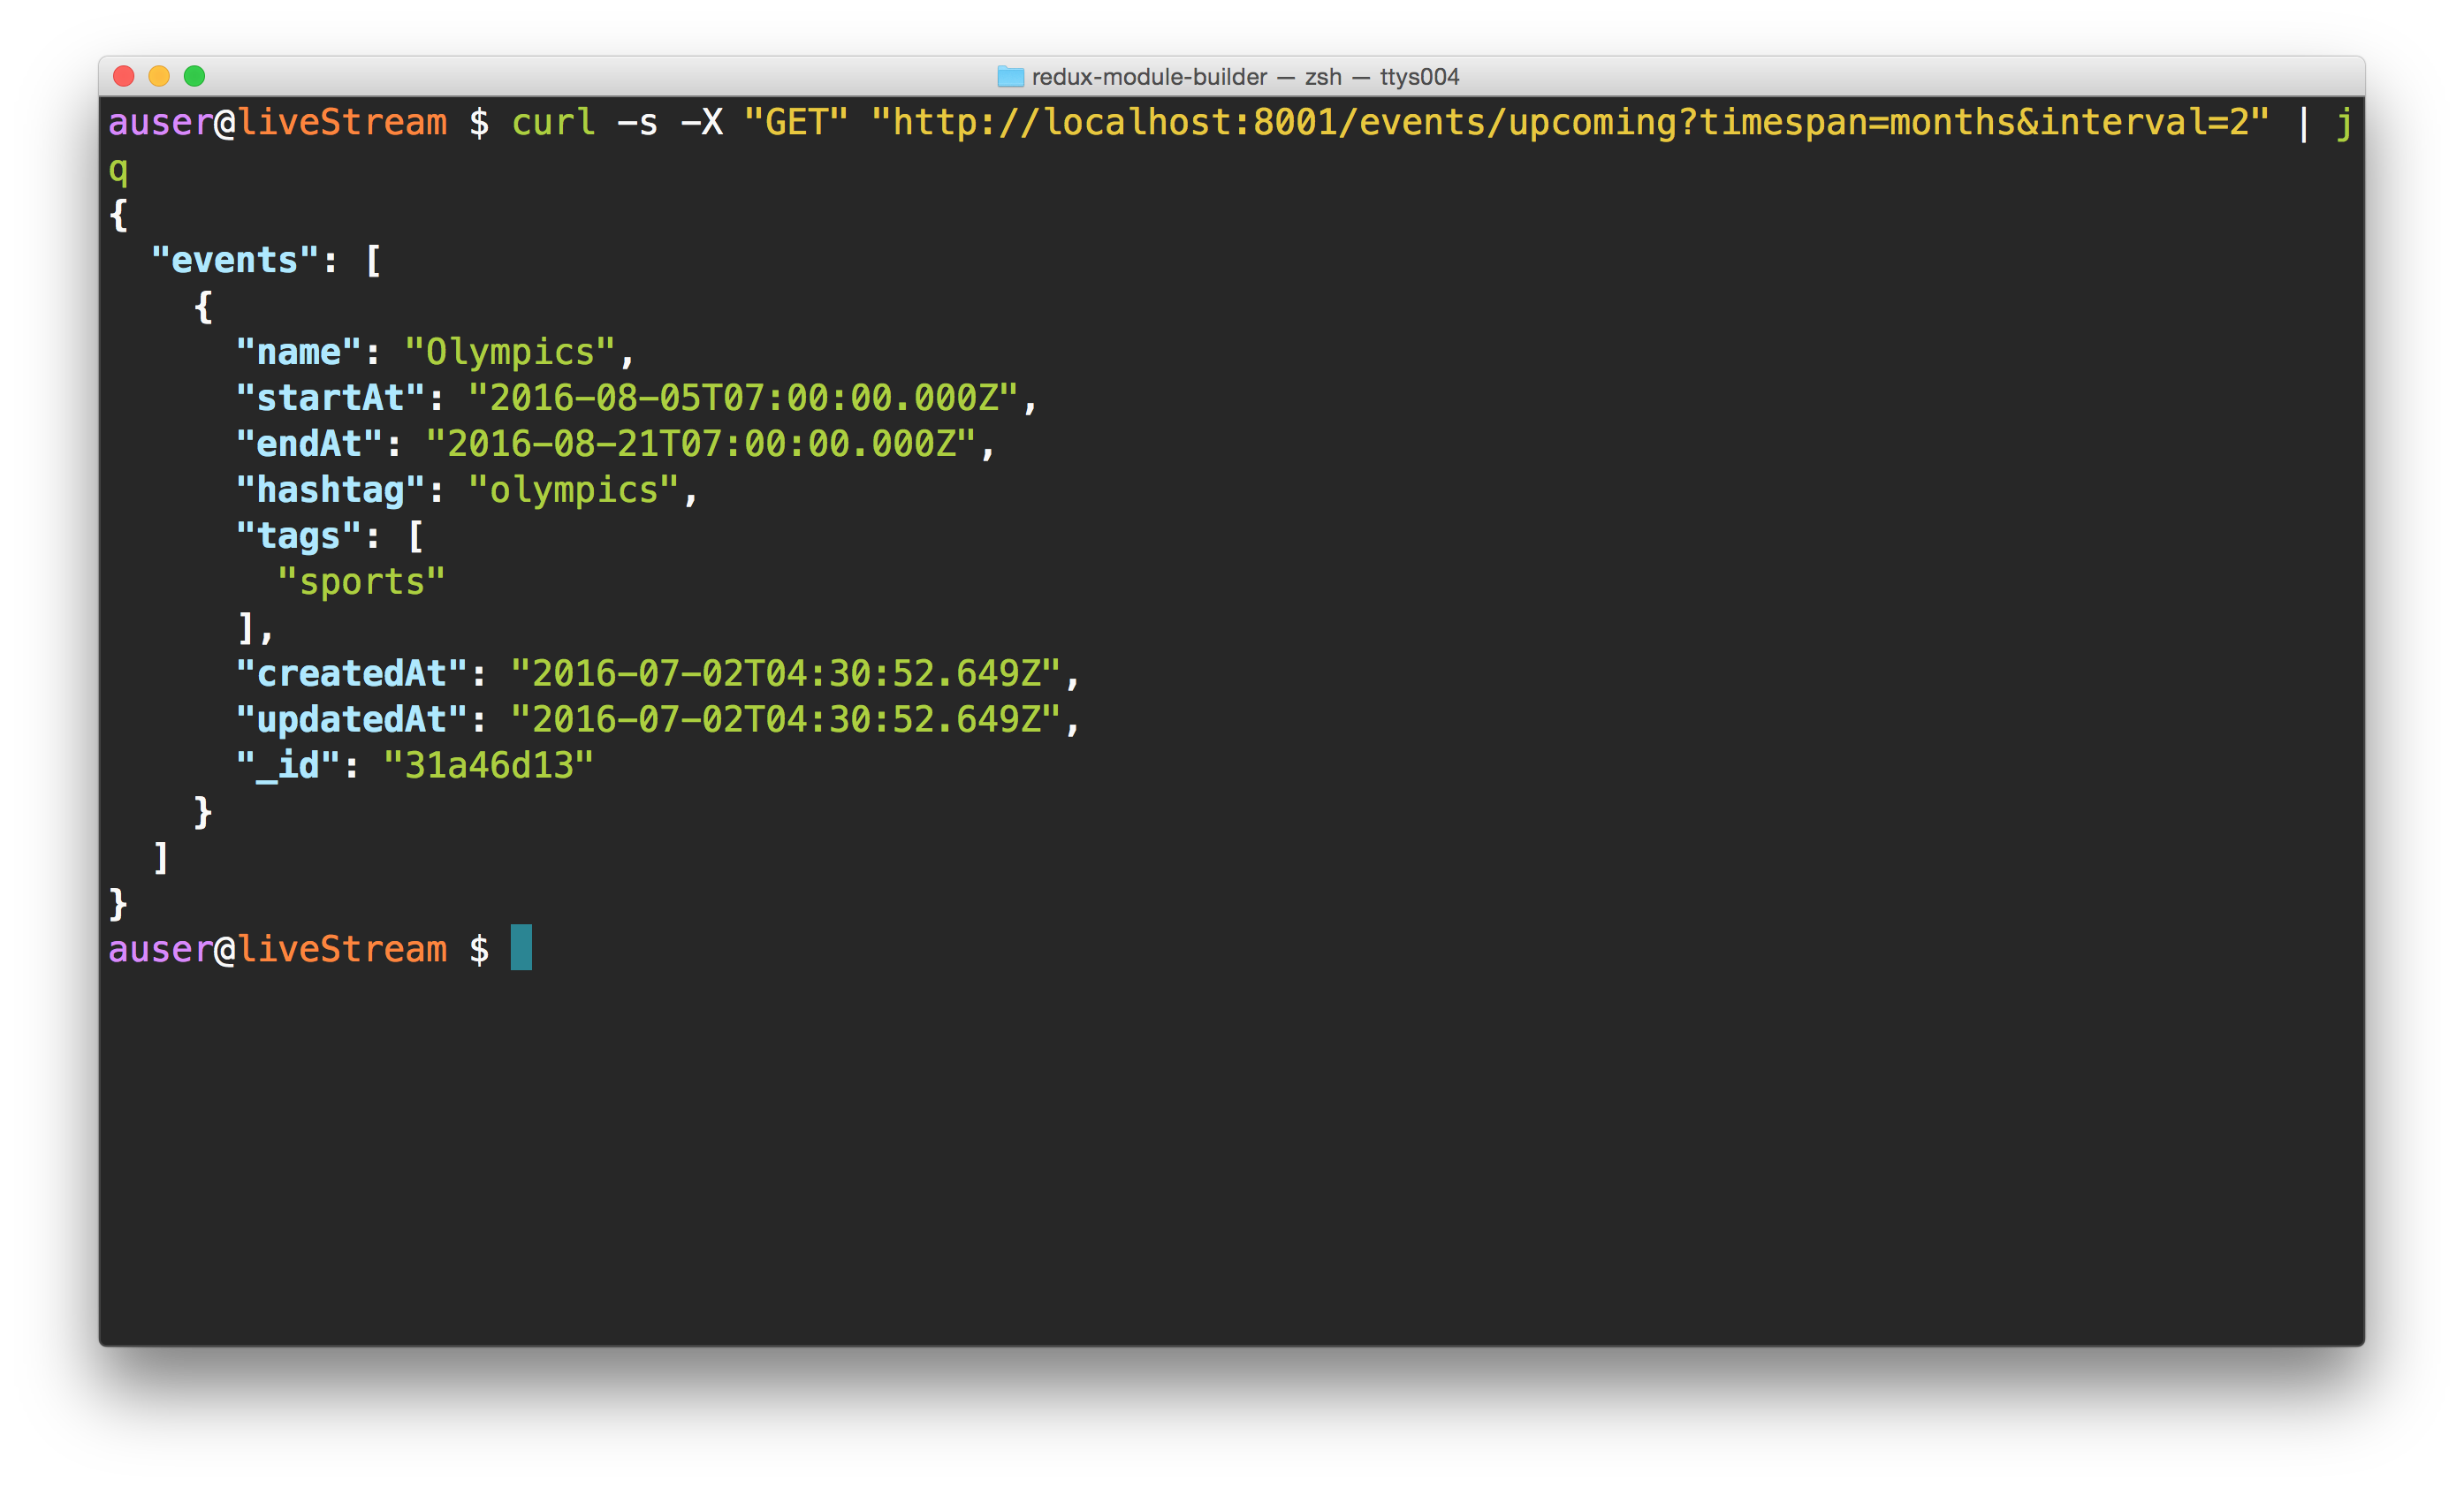 redux-module-builder — zsh — ttys004
auser@liveStream $ curl -s -X "GET" "http://localhost:8001/events/upcoming?timespan=months&interval=2" | j
q
{
  "events": [
    {
      "name": "Olympics",
      "startAt": "2016-08-05T07:00:00.000Z",
      "endAt": "2016-08-21T07:00:00.000Z",
      "hashtag": "olympics",
      "tags": [
        "sports"
      ],
      "createdAt": "2016-07-02T04:30:52.649Z",
      "updatedAt": "2016-07-02T04:30:52.649Z",
      "_id": "31a46d13"
    }
  ]
}
auser@liveStream $